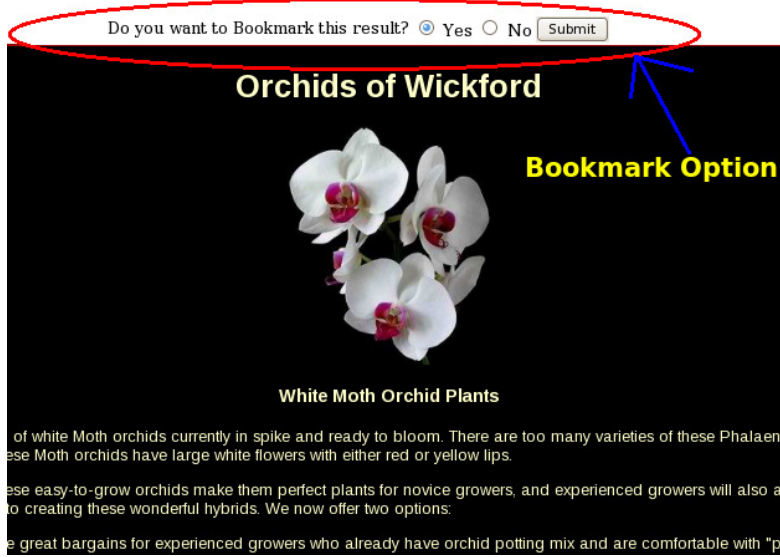 Do you want to Bookmark this result? Yes No Submit
Orchids of Wickford
Bookmark Option
White Moth Orchid Plants
of white Moth orchids currently in spike and ready to bloom. There are too many varieties of these Phalaen
ese Moth orchids have large white flowers with either red or yellow lips.
ese easy-to-grow orchids make them perfect plants for novice growers, and experienced growers will also a
to creating these wonderful hybrids. We now offer two options:
e great bargains for experienced growers who already have orchid potting mix and are comfortable with "p